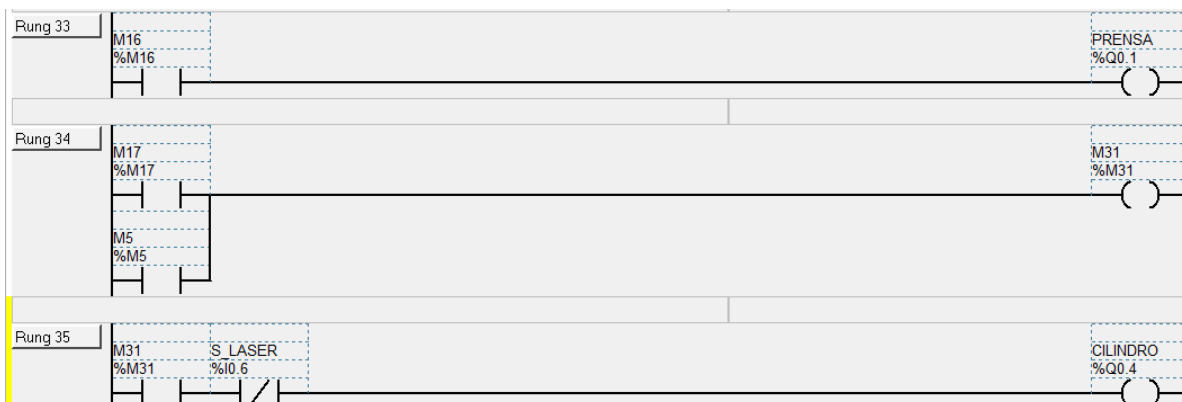 Rung 33
M16
%M16
PRENSA
%Q0.1
Rung 34
M17
%M17
M31
%M31
M5
%M5
Rung 35
M31
%M31
S_LASER
%I0.6
CILINDRO
%Q0.4